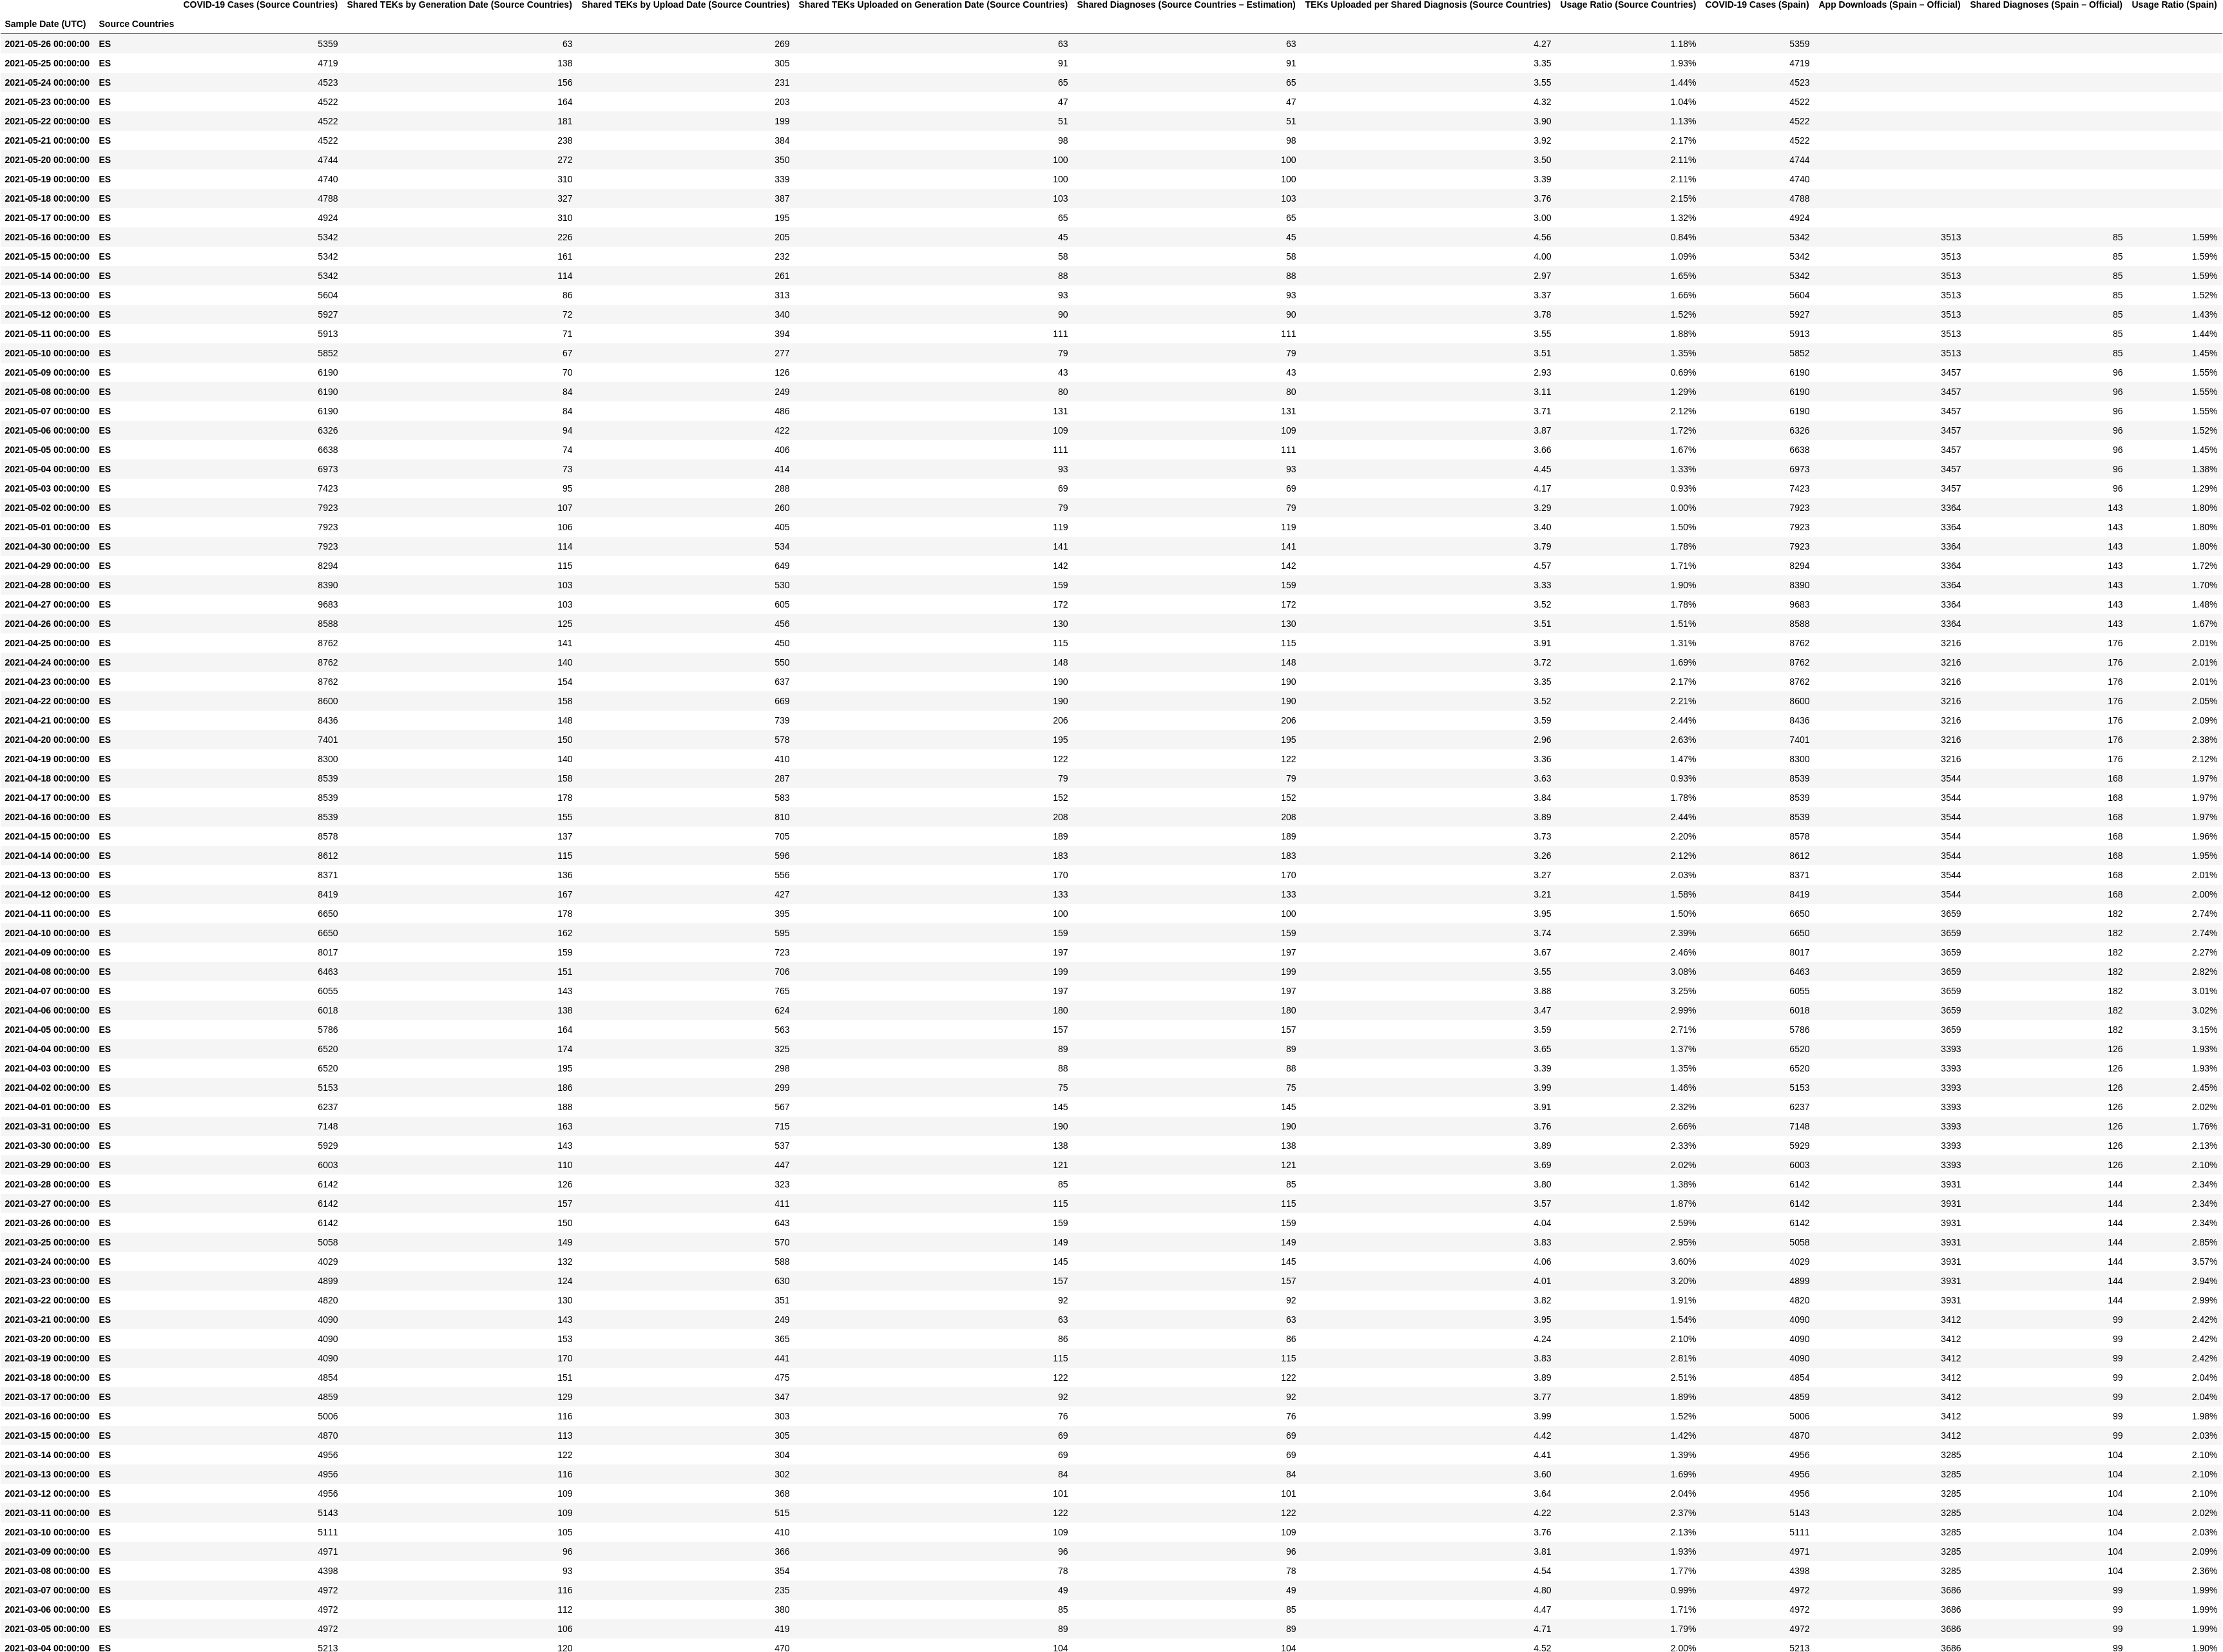 COVID-19 Cases (Source Countries) Shared TEKs by Generation Date (Source Countries) Shared TEKs by Upload Date (Source Countries) Shared TEKs Uploaded on Generation Date (Source Countries) Shared Diagnoses (Source Countries – Estimation) TEKs Uploaded per Shared Diagnosis (Source Countries) Usage Ratio (Source Countries) COVID-19 Cases (Spain) App Downloads (Spain – Official) Shared Diagnoses (Spain – Official) Usage Ratio (Spain)
Sample Date (UTC) Source Countries
2021-05-26 00:00:00 ES 5359 63 269 63 63 4.27 1.18% 5359
2021-05-25 00:00:00 ES 4719 138 305 91 91 3.35 1.93% 4719
2021-05-24 00:00:00 ES 4523 156 231 65 65 3.55 1.44% 4523
2021-05-23 00:00:00 ES 4522 164 203 47 47 4.32 1.04% 4522
2021-05-22 00:00:00 ES 4522 181 199 51 51 3.90 1.13% 4522
2021-05-21 00:00:00 ES 4522 238 384 98 98 3.92 2.17% 4522
2021-05-20 00:00:00 ES 4744 272 350 100 100 3.50 2.11% 4744
2021-05-19 00:00:00 ES 4740 310 339 100 100 3.39 2.11% 4740
2021-05-18 00:00:00 ES 4788 327 387 103 103 3.76 2.15% 4788
2021-05-17 00:00:00 ES 4924 310 195 65 65 3.00 1.32% 4924
2021-05-16 00:00:00 ES 5342 226 205 45 45 4.56 0.84% 5342 3513 85 1.59%
2021-05-15 00:00:00 ES 5342 161 232 58 58 4.00 1.09% 5342 3513 85 1.59%
2021-05-14 00:00:00 ES 5342 114 261 88 88 2.97 1.65% 5342 3513 85 1.59%
2021-05-13 00:00:00 ES 5604 86 313 93 93 3.37 1.66% 5604 3513 85 1.52%
2021-05-12 00:00:00 ES 5927 72 340 90 90 3.78 1.52% 5927 3513 85 1.43%
2021-05-11 00:00:00 ES 5913 71 394 111 111 3.55 1.88% 5913 3513 85 1.44%
2021-05-10 00:00:00 ES 5852 67 277 79 79 3.51 1.35% 5852 3513 85 1.45%
2021-05-09 00:00:00 ES 6190 70 126 43 43 2.93 0.69% 6190 3457 96 1.55%
2021-05-08 00:00:00 ES 6190 84 249 80 80 3.11 1.29% 6190 3457 96 1.55%
2021-05-07 00:00:00 ES 6190 84 486 131 131 3.71 2.12% 6190 3457 96 1.55%
2021-05-06 00:00:00 ES 6326 94 422 109 109 3.87 1.72% 6326 3457 96 1.52%
2021-05-05 00:00:00 ES 6638 74 406 111 111 3.66 1.67% 6638 3457 96 1.45%
2021-05-04 00:00:00 ES 6973 73 414 93 93 4.45 1.33% 6973 3457 96 1.38%
2021-05-03 00:00:00 ES 7423 95 288 69 69 4.17 0.93% 7423 3457 96 1.29%
2021-05-02 00:00:00 ES 7923 107 260 79 79 3.29 1.00% 7923 3364 143 1.80%
2021-05-01 00:00:00 ES 7923 106 405 119 119 3.40 1.50% 7923 3364 143 1.80%
2021-04-30 00:00:00 ES 7923 114 534 141 141 3.79 1.78% 7923 3364 143 1.80%
2021-04-29 00:00:00 ES 8294 115 649 142 142 4.57 1.71% 8294 3364 143 1.72%
2021-04-28 00:00:00 ES 8390 103 530 159 159 3.33 1.90% 8390 3364 143 1.70%
2021-04-27 00:00:00 ES 9683 103 605 172 172 3.52 1.78% 9683 3364 143 1.48%
2021-04-26 00:00:00 ES 8588 125 456 130 130 3.51 1.51% 8588 3364 143 1.67%
2021-04-25 00:00:00 ES 8762 141 450 115 115 3.91 1.31% 8762 3216 176 2.01%
2021-04-24 00:00:00 ES 8762 140 550 148 148 3.72 1.69% 8762 3216 176 2.01%
2021-04-23 00:00:00 ES 8762 154 637 190 190 3.35 2.17% 8762 3216 176 2.01%
2021-04-22 00:00:00 ES 8600 158 669 190 190 3.52 2.21% 8600 3216 176 2.05%
2021-04-21 00:00:00 ES 8436 148 739 206 206 3.59 2.44% 8436 3216 176 2.09%
2021-04-20 00:00:00 ES 7401 150 578 195 195 2.96 2.63% 7401 3216 176 2.38%
2021-04-19 00:00:00 ES 8300 140 410 122 122 3.36 1.47% 8300 3216 176 2.12%
2021-04-18 00:00:00 ES 8539 158 287 79 79 3.63 0.93% 8539 3544 168 1.97%
2021-04-17 00:00:00 ES 8539 178 583 152 152 3.84 1.78% 8539 3544 168 1.97%
2021-04-16 00:00:00 ES 8539 155 810 208 208 3.89 2.44% 8539 3544 168 1.97%
2021-04-15 00:00:00 ES 8578 137 705 189 189 3.73 2.20% 8578 3544 168 1.96%
2021-04-14 00:00:00 ES 8612 115 596 183 183 3.26 2.12% 8612 3544 168 1.95%
2021-04-13 00:00:00 ES 8371 136 556 170 170 3.27 2.03% 8371 3544 168 2.01%
2021-04-12 00:00:00 ES 8419 167 427 133 133 3.21 1.58% 8419 3544 168 2.00%
2021-04-11 00:00:00 ES 6650 178 395 100 100 3.95 1.50% 6650 3659 182 2.74%
2021-04-10 00:00:00 ES 6650 162 595 159 159 3.74 2.39% 6650 3659 182 2.74%
2021-04-09 00:00:00 ES 8017 159 723 197 197 3.67 2.46% 8017 3659 182 2.27%
2021-04-08 00:00:00 ES 6463 151 706 199 199 3.55 3.08% 6463 3659 182 2.82%
2021-04-07 00:00:00 ES 6055 143 765 197 197 3.88 3.25% 6055 3659 182 3.01%
2021-04-06 00:00:00 ES 6018 138 624 180 180 3.47 2.99% 6018 3659 182 3.02%
2021-04-05 00:00:00 ES 5786 164 563 157 157 3.59 2.71% 5786 3659 182 3.15%
2021-04-04 00:00:00 ES 6520 174 325 89 89 3.65 1.37% 6520 3393 126 1.93%
2021-04-03 00:00:00 ES 6520 195 298 88 88 3.39 1.35% 6520 3393 126 1.93%
2021-04-02 00:00:00 ES 5153 186 299 75 75 3.99 1.46% 5153 3393 126 2.45%
2021-04-01 00:00:00 ES 6237 188 567 145 145 3.91 2.32% 6237 3393 126 2.02%
2021-03-31 00:00:00 ES 7148 163 715 190 190 3.76 2.66% 7148 3393 126 1.76%
2021-03-30 00:00:00 ES 5929 143 537 138 138 3.89 2.33% 5929 3393 126 2.13%
2021-03-29 00:00:00 ES 6003 110 447 121 121 3.69 2.02% 6003 3393 126 2.10%
2021-03-28 00:00:00 ES 6142 126 323 85 85 3.80 1.38% 6142 3931 144 2.34%
2021-03-27 00:00:00 ES 6142 157 411 115 115 3.57 1.87% 6142 3931 144 2.34%
2021-03-26 00:00:00 ES 6142 150 643 159 159 4.04 2.59% 6142 3931 144 2.34%
2021-03-25 00:00:00 ES 5058 149 570 149 149 3.83 2.95% 5058 3931 144 2.85%
2021-03-24 00:00:00 ES 4029 132 588 145 145 4.06 3.60% 4029 3931 144 3.57%
2021-03-23 00:00:00 ES 4899 124 630 157 157 4.01 3.20% 4899 3931 144 2.94%
2021-03-22 00:00:00 ES 4820 130 351 92 92 3.82 1.91% 4820 3931 144 2.99%
2021-03-21 00:00:00 ES 4090 143 249 63 63 3.95 1.54% 4090 3412 99 2.42%
2021-03-20 00:00:00 ES 4090 153 365 86 86 4.24 2.10% 4090 3412 99 2.42%
2021-03-19 00:00:00 ES 4090 170 441 115 115 3.83 2.81% 4090 3412 99 2.42%
2021-03-18 00:00:00 ES 4854 151 475 122 122 3.89 2.51% 4854 3412 99 2.04%
2021-03-17 00:00:00 ES 4859 129 347 92 92 3.77 1.89% 4859 3412 99 2.04%
2021-03-16 00:00:00 ES 5006 116 303 76 76 3.99 1.52% 5006 3412 99 1.98%
2021-03-15 00:00:00 ES 4870 113 305 69 69 4.42 1.42% 4870 3412 99 2.03%
2021-03-14 00:00:00 ES 4956 122 304 69 69 4.41 1.39% 4956 3285 104 2.10%
2021-03-13 00:00:00 ES 4956 116 302 84 84 3.60 1.69% 4956 3285 104 2.10%
2021-03-12 00:00:00 ES 4956 109 368 101 101 3.64 2.04% 4956 3285 104 2.10%
2021-03-11 00:00:00 ES 5143 109 515 122 122 4.22 2.37% 5143 3285 104 2.02%
2021-03-10 00:00:00 ES 5111 105 410 109 109 3.76 2.13% 5111 3285 104 2.03%
2021-03-09 00:00:00 ES 4971 96 366 96 96 3.81 1.93% 4971 3285 104 2.09%
2021-03-08 00:00:00 ES 4398 93 354 78 78 4.54 1.77% 4398 3285 104 2.36%
2021-03-07 00:00:00 ES 4972 116 235 49 49 4.80 0.99% 4972 3686 99 1.99%
2021-03-06 00:00:00 ES 4972 112 380 85 85 4.47 1.71% 4972 3686 99 1.99%
2021-03-05 00:00:00 ES 4972 106 419 89 89 4.71 1.79% 4972 3686 99 1.99%
2021-03-04 00:00:00 ES 5213 120 470 104 104 4.52 2.00% 5213 3686 99 1.90%